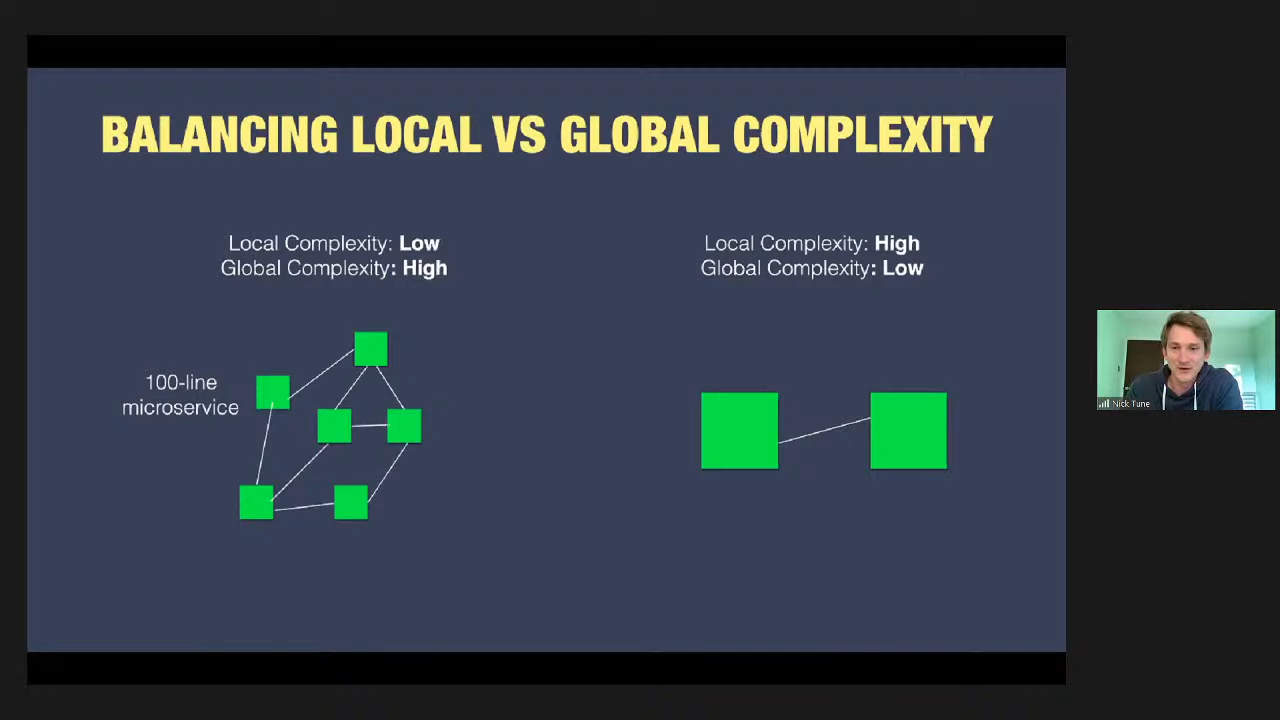 BALANCING LOCAL VS GLOBAL COMPLEXITY
Local Complexity: Low
Global Complexity: High
Local Complexity: High
Global Complexity: Low
100-line
microservice
Nick Tune